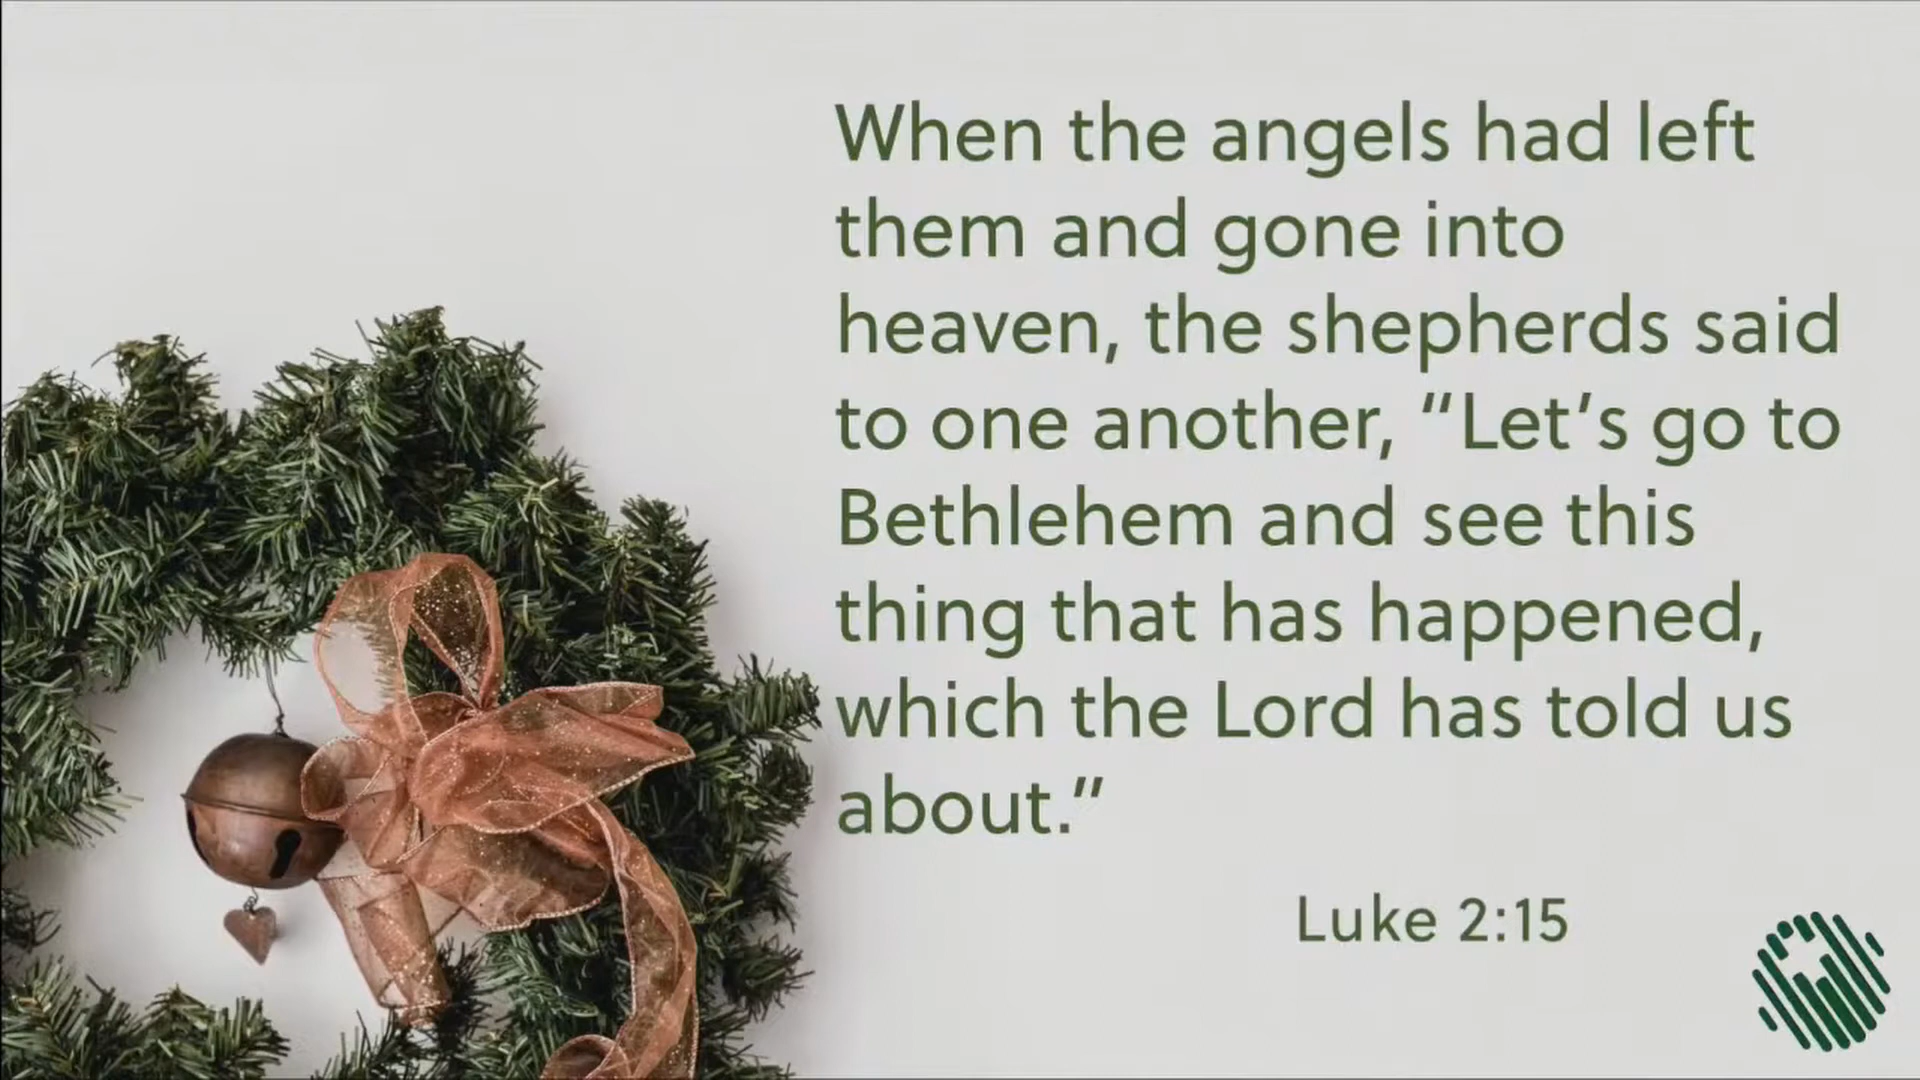 When the angels had left
them and gone into
heaven, the shepherds said
to one another, “Let’s go to
Bethlehem and see this
thing that has happened,
which the Lord has told us
about.”
Luke 2:15